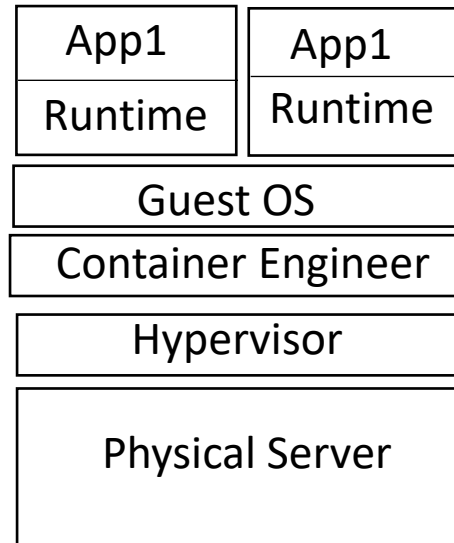 App1
Runtime
App1
Runtime
Guest OS
Container Engineer
Hypervisor
Physical Server